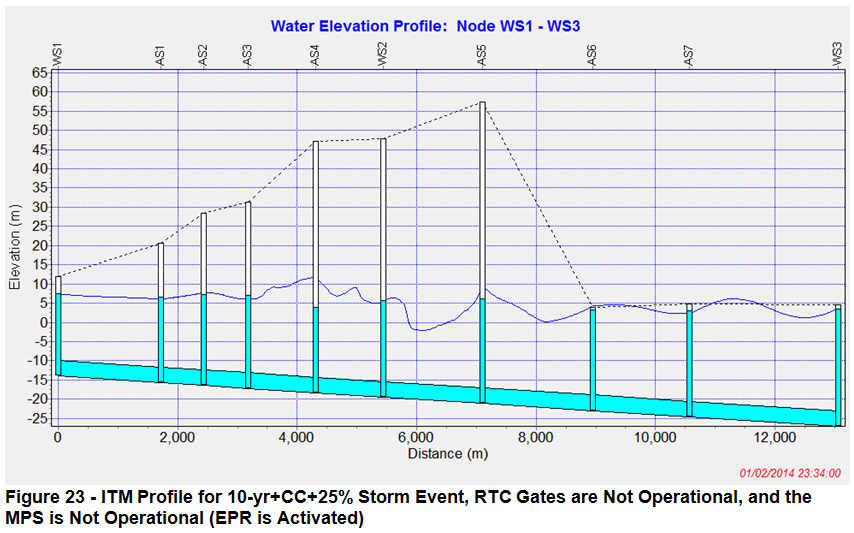 Water Elevation Profile: Node WS1 - WS3
WS1
AS1
AS2
AS3
AS4
WS2
AS5
AS6
AS7
WS3
65
60
55
50
45
40
35
30
25
20
15
10
5
0
-5
-10
-15
-20
-25
Elevation (m)
0 2,000 4,000 6,000 8,000 10,000 12,000
Distance (m)
01/02/2014 23:34:00
Figure 23 - ITM Profile for 10-yr+CC+25% Storm Event, RTC Gates are Not Operational, and the
MPS is Not Operational (EPR is Activated)